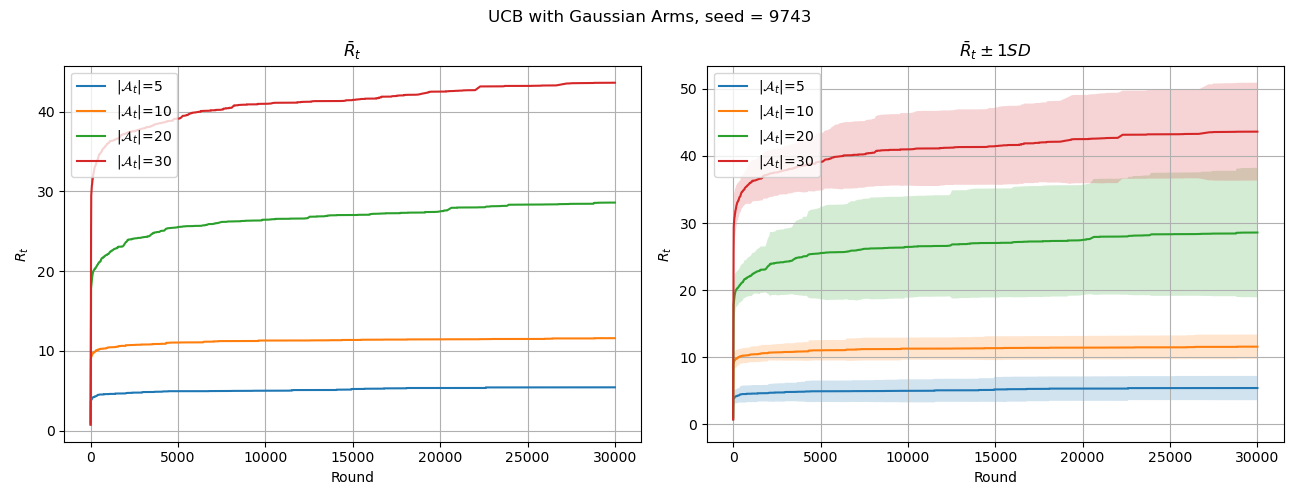 UCB with Gaussian Arms, seed = 9743
R̄ₜ
|𝒜ₜ|=5
|𝒜ₜ|=10
|𝒜ₜ|=20
|𝒜ₜ|=30
40
30
20
10
0
Rₜ
0 5000 10000 15000 20000 25000 30000
Round
R̄ₜ ± 1SD
|𝒜ₜ|=5
|𝒜ₜ|=10
|𝒜ₜ|=20
|𝒜ₜ|=30
50
40
30
20
10
0
Rₜ
0 5000 10000 15000 20000 25000 30000
Round